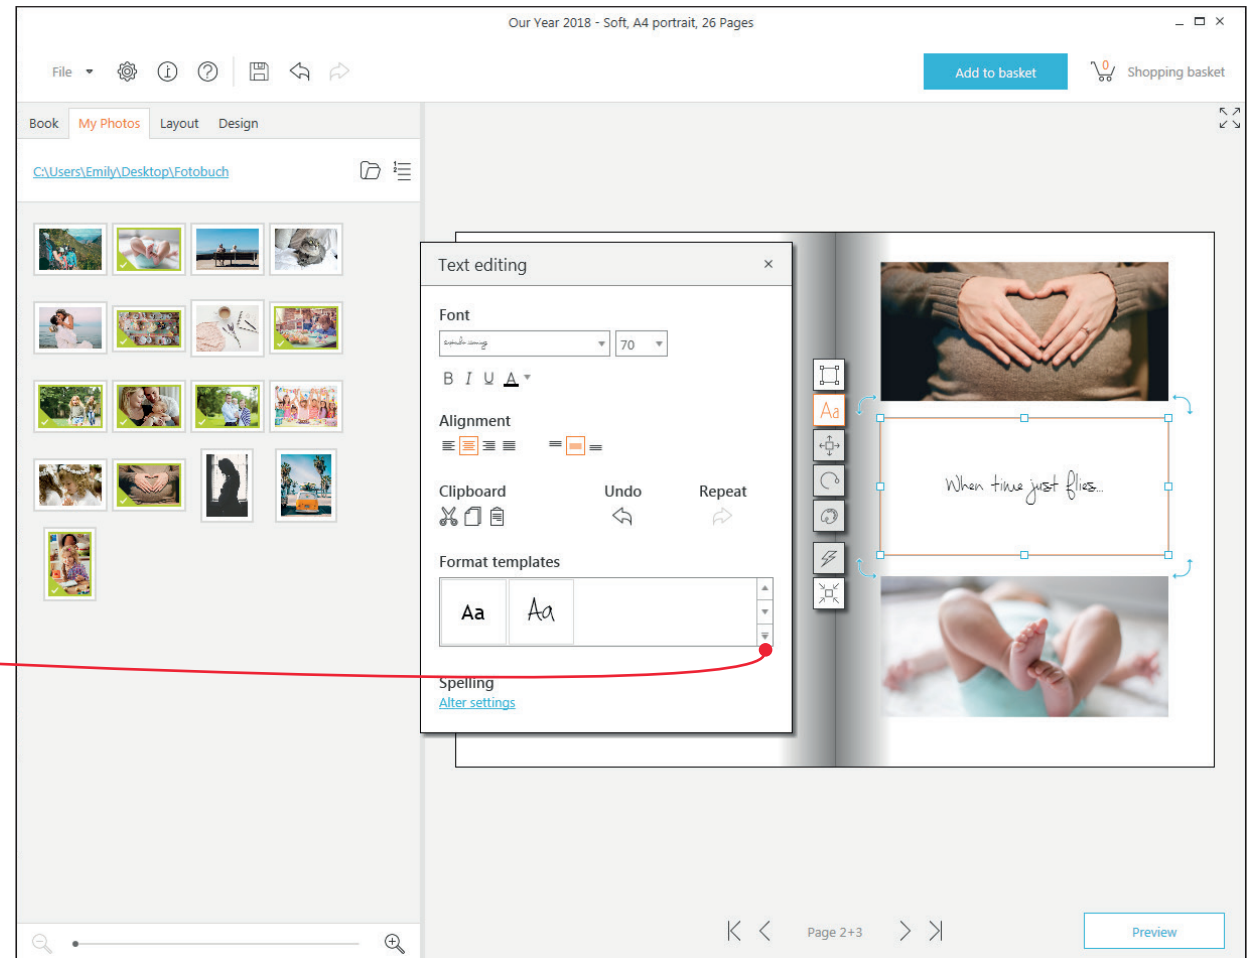 Our Year 2018 - Soft, A4 portrait, 26 Pages
File
Add to basket
0
Shopping basket
Book My Photos Layout Design
C:\Users\Emily\Desktop\Fotobuch
Text editing
Font
70
B I U A
Alignment
Clipboard Undo Repeat
Format templates
Aa Aa
Spelling
Alter settings
Aa
When time just flies...
Page 2+3
Preview